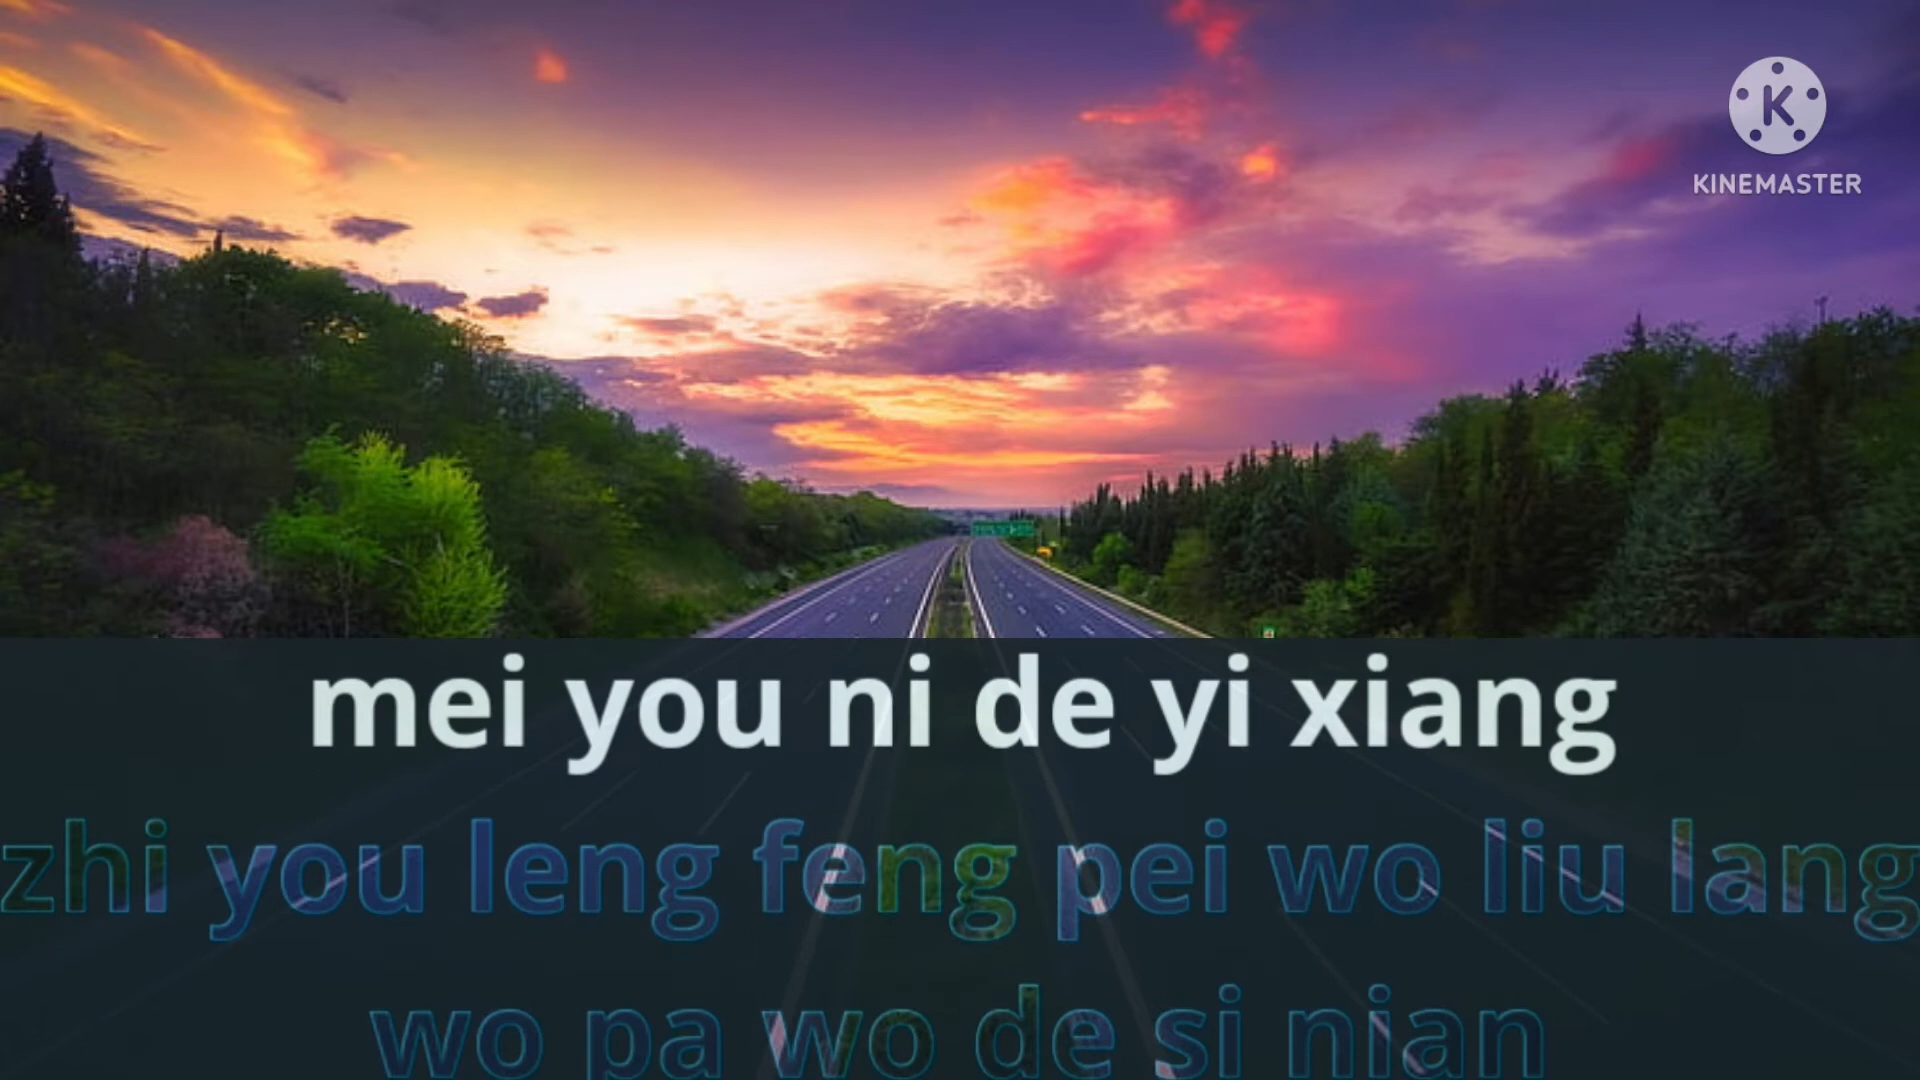 KINEMASTER
mei you ni de yi xiang
zhi you leng feng pei wo liu lang
wo pa wo de si nian